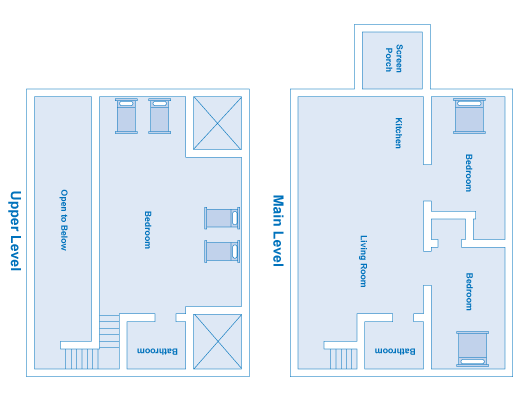 Upper Level
Open to Below
Bedroom
Bathroom
Main Level
Screen
Porch
Kitchen
Living Room
Bedroom
Bedroom
Bathroom